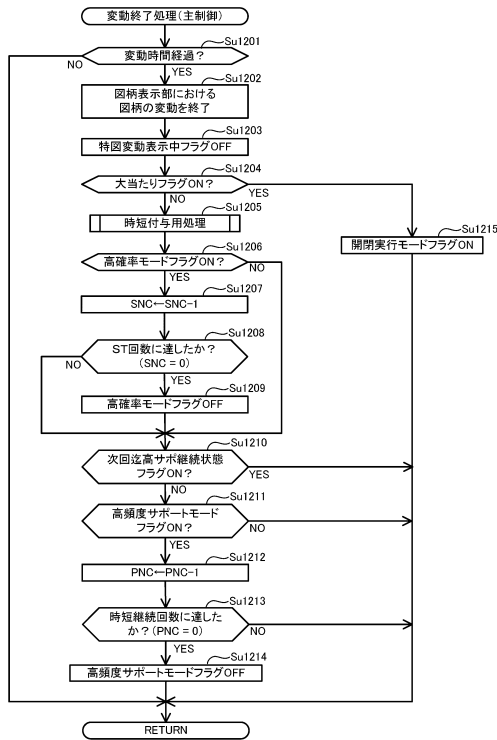 変動終了処理(主制御)
Su1201
変動時間経過？
NO
YES
Su1202
図柄表示部における
図柄の変動を終了
Su1203
特図変動表示中フラグOFF
Su1204
大当たりフラグON？
YES
NO
Su1205
時短付与用処理
Su1215
開閉実行モードフラグON
Su1206
高確率モードフラグON？
NO
YES
Su1207
SNC←SNC-1
Su1208
ST回数に達したか？
(SNC = 0)
NO
YES
Su1209
高確率モードフラグOFF
Su1210
次回迄高サポ継続状態
フラグON？
YES
NO
Su1211
高頻度サポートモード
フラグON？
NO
YES
Su1212
PNC←PNC-1
Su1213
時短継続回数に達した
か？(PNC = 0)
NO
YES
Su1214
高頻度サポートモードフラグOFF
RETURN